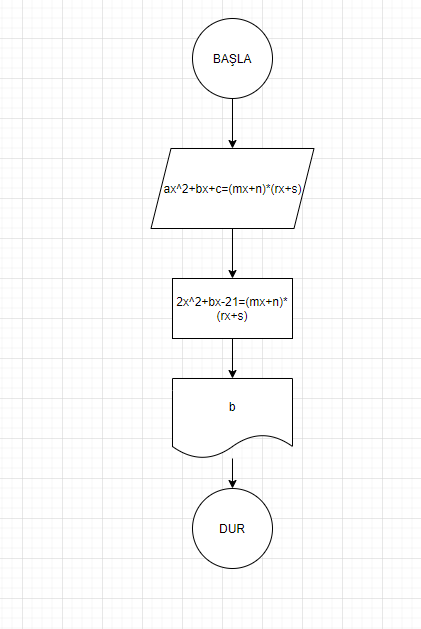 BAŞLA
ax^2+bx+c=(mx+n)*(rx+s)
2x^2+bx-21=(mx+n)*
(rx+s)
b
DUR